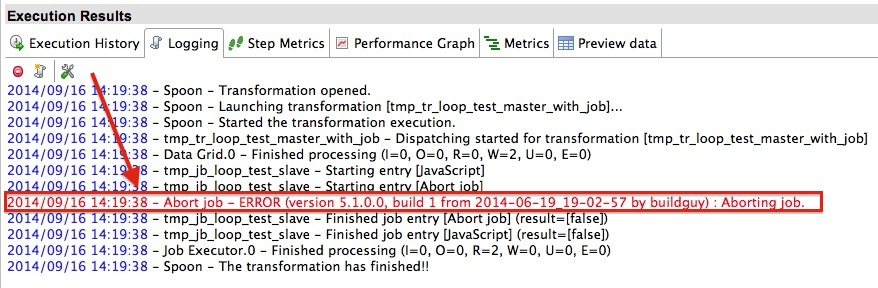 Execution Results
Execution History Logging Step Metrics Performance Graph Metrics Preview data
2014/09/16 14:19:38 - Spoon - Transformation opened.
2014/09/16 14:19:38 - Spoon - Launching transformation [tmp_tr_loop_test_master_with_job]...
2014/09/16 14:19:38 - Spoon - Started the transformation execution.
2014/09/16 14:19:38 - tmp_tr_loop_test_master_with_job - Dispatching started for transformation [tmp_tr_loop_test_master_with_job]
2014/09/16 14:19:38 - Data Grid.0 - Finished processing (I=0, O=0, R=0, W=2, U=0, E=0)
2014/09/16 14:19:38 - tmp_jb_loop_test_slave - Starting entry [JavaScript]
2014/09/16 14:19:38 - tmp_jb_loop_test_slave - Starting entry [Abort job]
2014/09/16 14:19:38 - Abort job - ERROR (version 5.1.0.0, build 1 from 2014-06-19_19-02-57 by buildguy) : Aborting job.
2014/09/16 14:19:38 - tmp_jb_loop_test_slave - Finished job entry [Abort job] (result=[false])
2014/09/16 14:19:38 - tmp_jb_loop_test_slave - Finished job entry [JavaScript] (result=[false])
2014/09/16 14:19:38 - Job Executor.0 - Finished processing (I=0, O=0, R=2, W=0, U=0, E=0)
2014/09/16 14:19:38 - Spoon - The transformation has finished!!